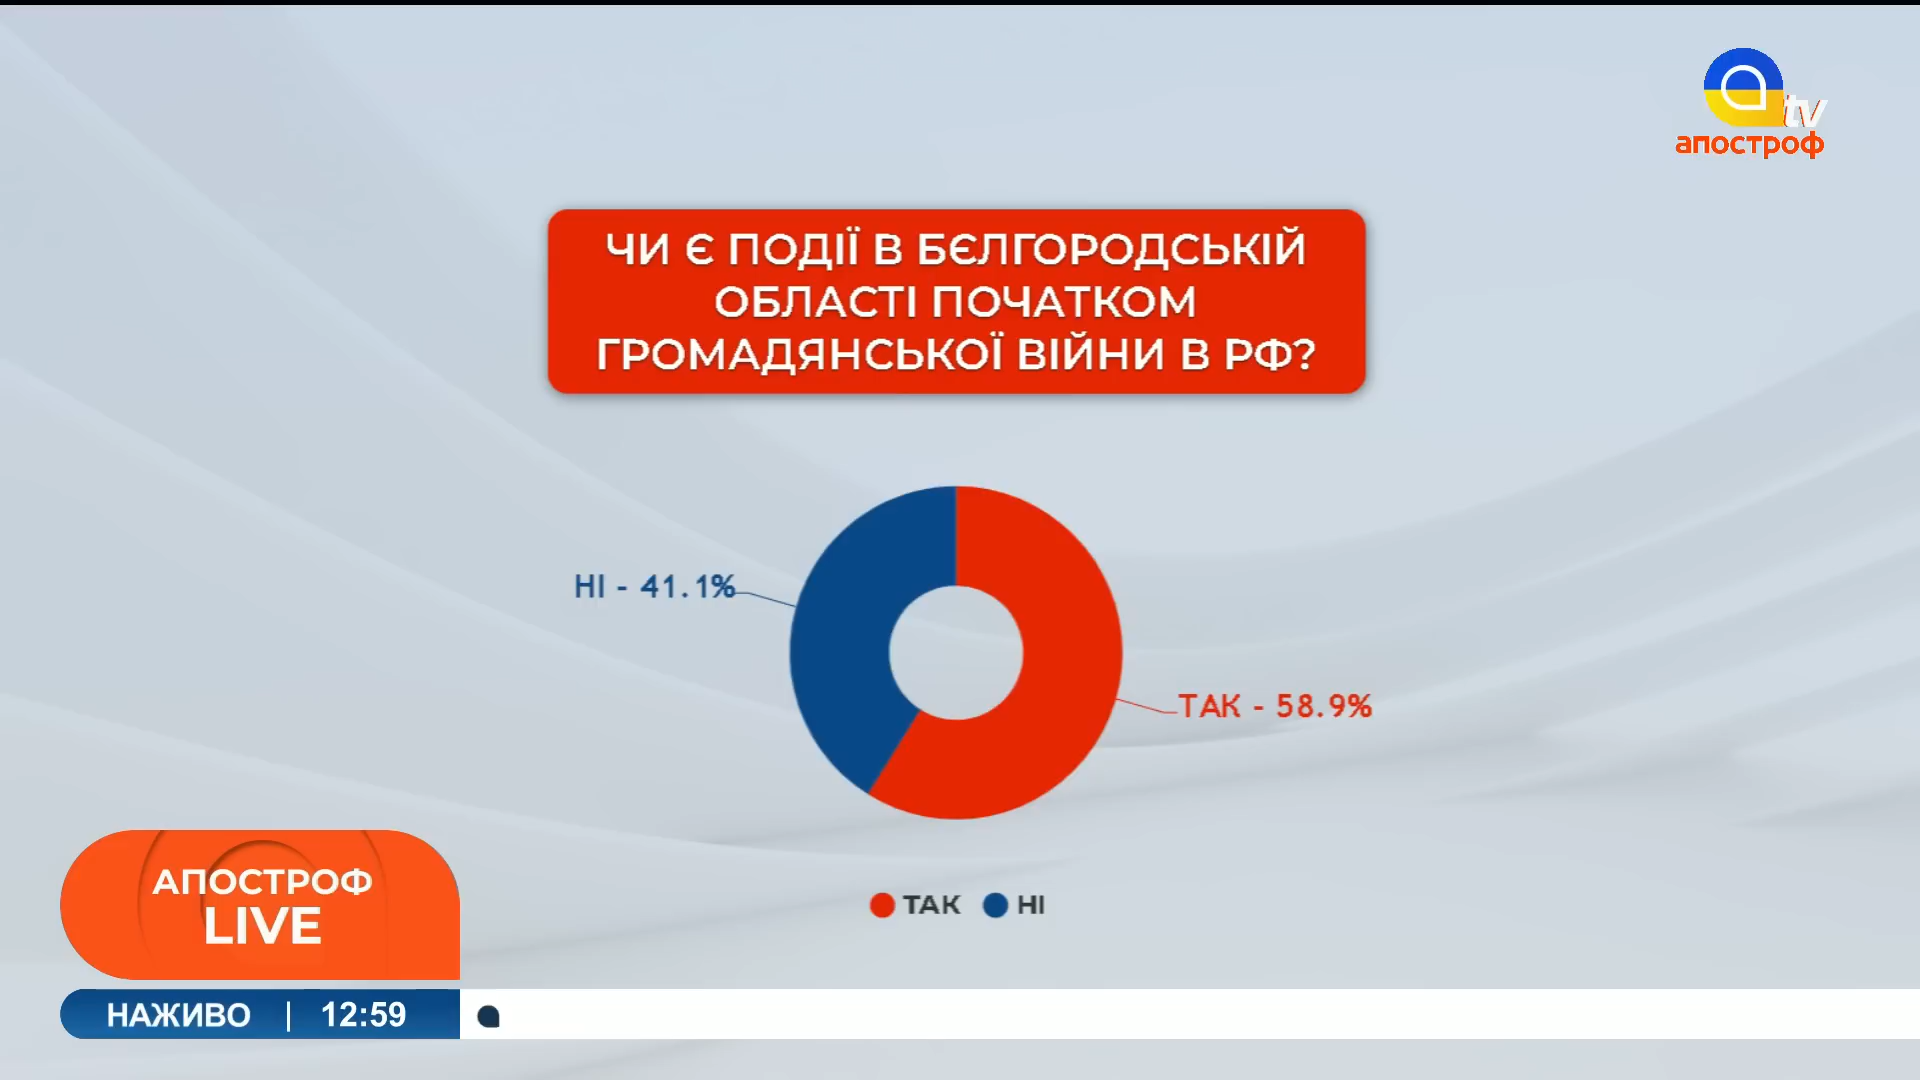 tv
апостроф
ЧИ Є ПОДІЇ В БЄЛГОРОДСЬКІЙ
ОБЛАСТІ ПОЧАТКОМ
ГРОМАДЯНСЬКОЇ ВІЙНИ В РФ?
НІ - 41.1%
ТАК - 58.9%
ТАК НІ
АПОСТРОФ
LIVE
НАЖИВО | 12:59